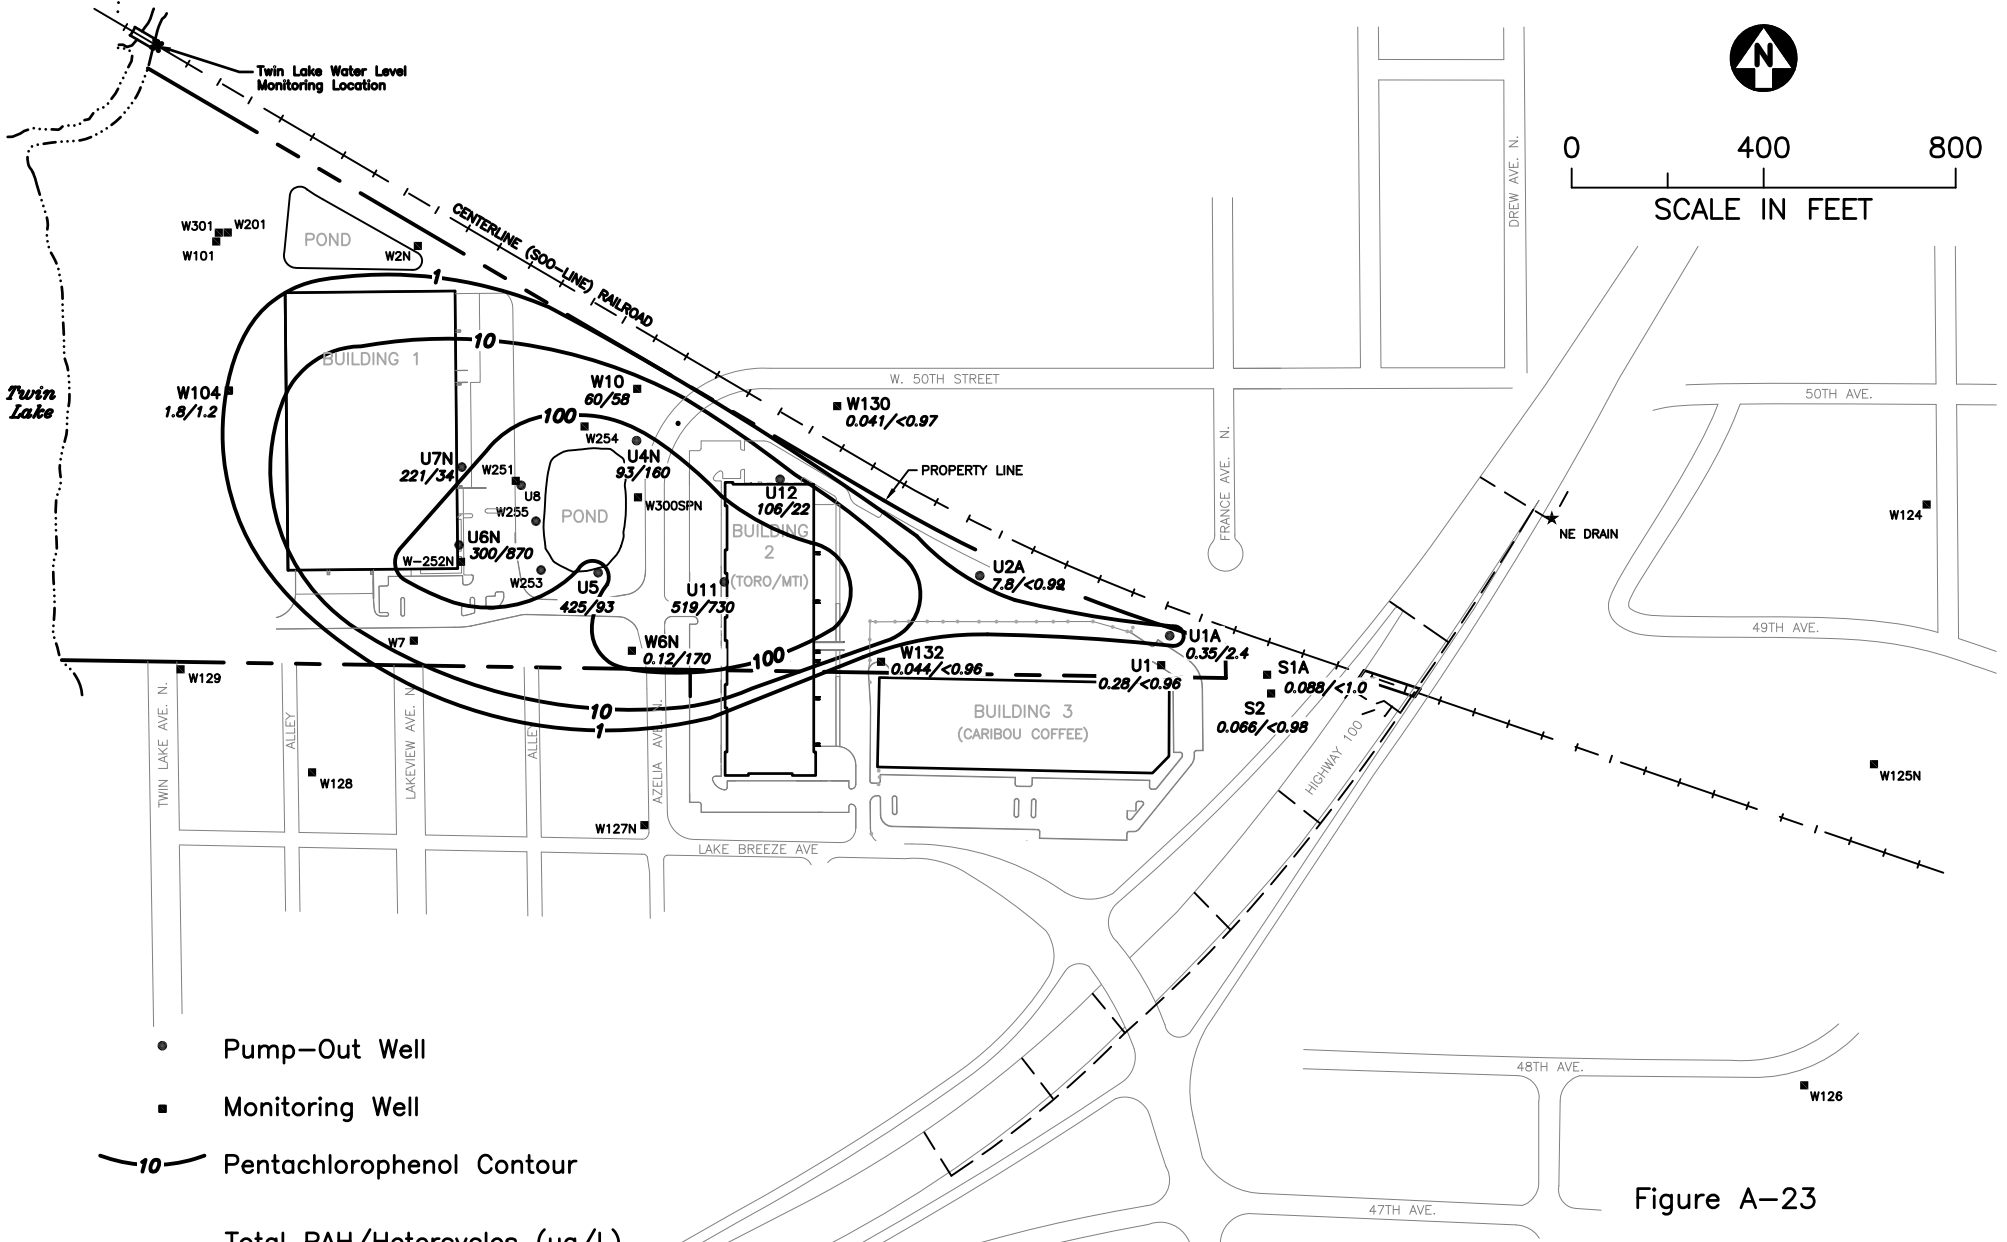 Twin Lake Water Level
Monitoring Location
N
0 400 800
SCALE IN FEET
DREW AVE. N.
CENTERLINE (SOO-LINE) RAILROAD
W301
W201
W101
POND
W2N
1
10
BUILDING 1
W. 50TH STREET
50TH AVE.
Twin
Lake
W104
1.8/1.2
W10
60/58
100
W254
W130
0.041/<0.97
U4N
93/160
U7N
221/34
W251
U8
PROPERTY LINE
FRANCE AVE. N.
U12
106/22
W300SPN
W255
POND
W124
NE DRAIN
BUILDING
2
(TORO/MTI)
U6N
300/870
W-252N
W253
U5
425/93
U11
519/730
U2A
7.8/<0.99
W7
W6N
0.12/170
100
W132
0.044/<0.96
U1A
0.35/2.4
U1
0.28/<0.96
S1A
0.088/<1.0
S2
0.066/<0.98
49TH AVE.
W129
10
1
BUILDING 3
(CARIBOU COFFEE)
TWIN LAKE AVE. N.
ALLEY
LAKEVIEW AVE. N.
ALLEY
AZELIA AVE. N.
HIGHWAY 100
W128
W125N
W127N
LAKE BREEZE AVE
Pump-Out Well
Monitoring Well
10
Pentachlorophenol Contour
Total PAH/Heterocycles (ug/L)
48TH AVE.
W126
47TH AVE.
Figure A-23